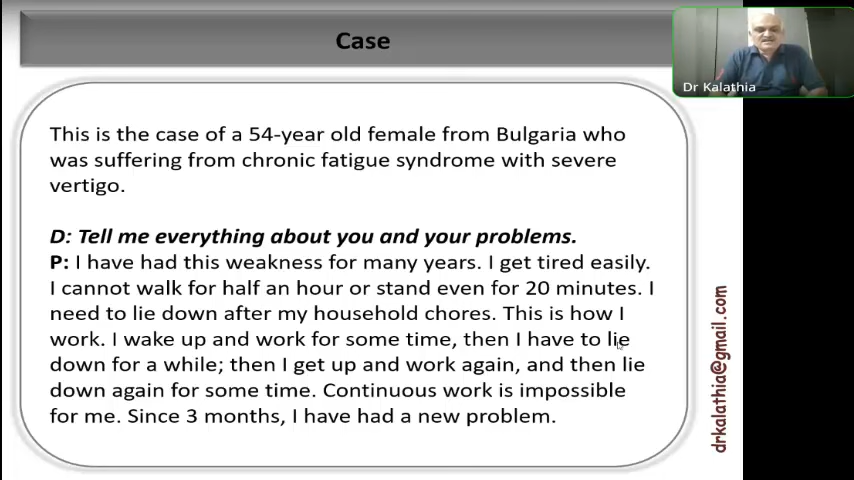 Case
Dr Kalathia
This is the case of a 54-year old female from Bulgaria who
was suffering from chronic fatigue syndrome with severe
vertigo.
D: Tell me everything about you and your problems.
P: I have had this weakness for many years. I get tired easily.
I cannot walk for half an hour or stand even for 20 minutes. I
need to lie down after my household chores. This is how I
work. I wake up and work for some time, then I have to lie
down for a while; then I get up and work again, and then lie
down again for some time. Continuous work is impossible
for me. Since 3 months, I have had a new problem.
drkalathia@gmail.com